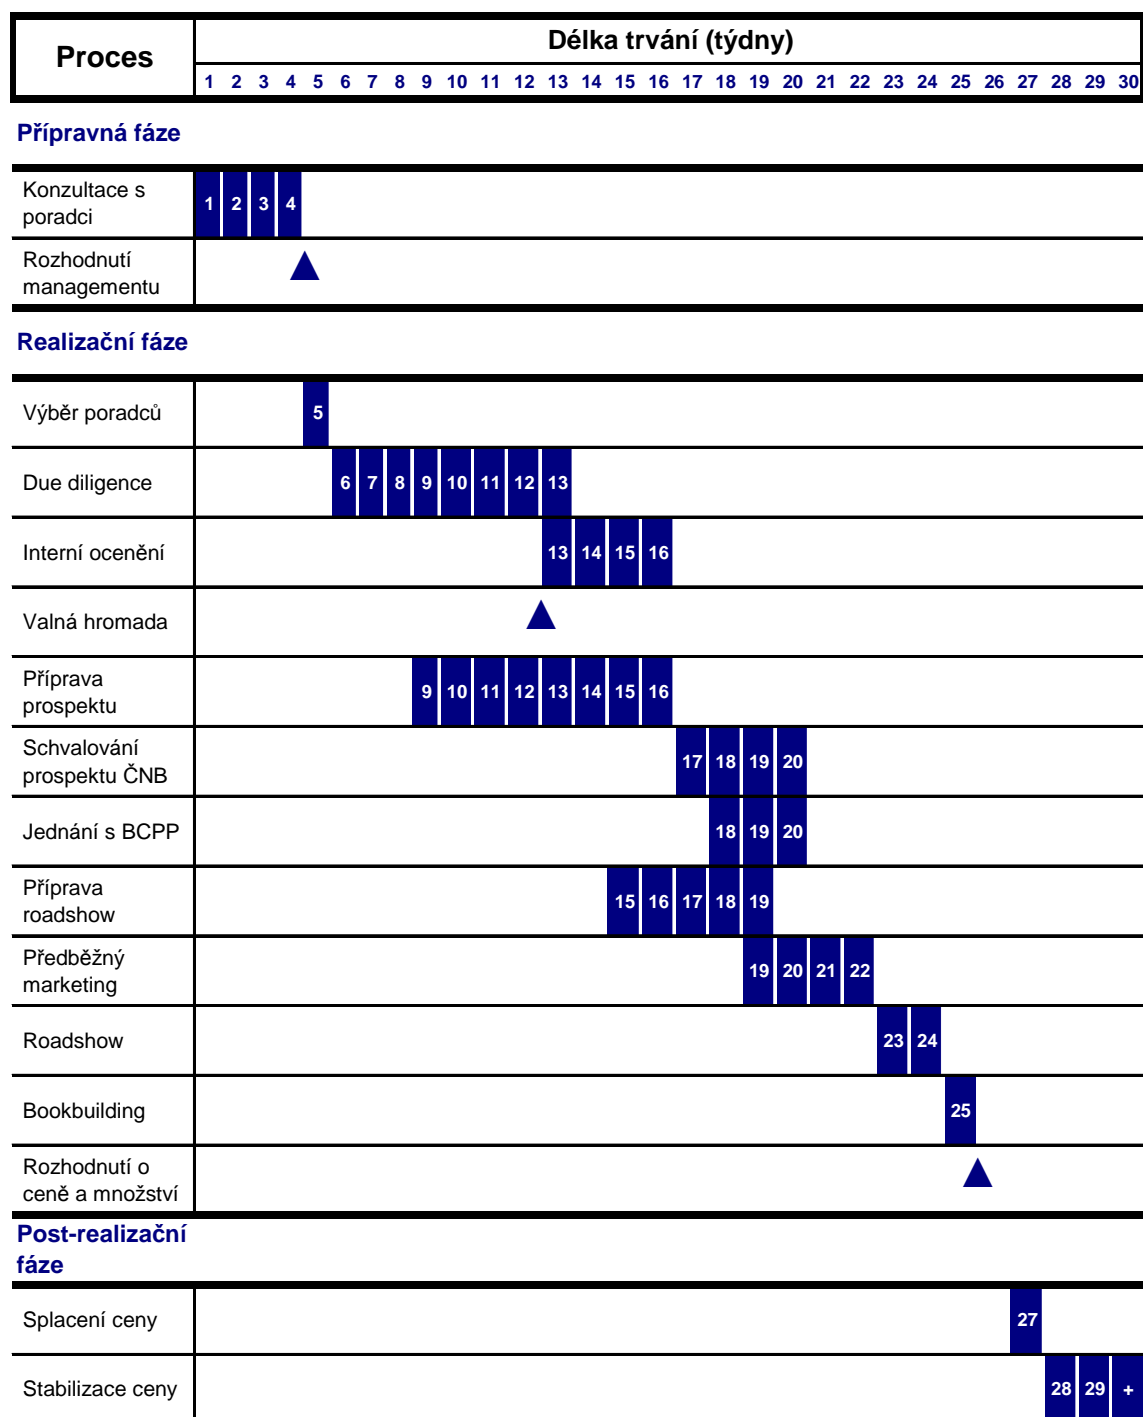 Proces
Délka trvání (týdny)
1 2 3 4 5 6 7 8 9 10 11 12 13 14 15 16 17 18 19 20 21 22 23 24 25 26 27 28 29 30
Přípravná fáze
Konzultace s
poradci
1 2 3 4
Rozhodnutí
managementu
Realizační fáze
Výběr poradců
5
Due diligence
6 7 8 9 10 11 12 13
Interní ocenění
13 14 15 16
Valná hromada
Příprava
prospektu
9 10 11 12 13 14 15 16
Schvalování
prospektu ČNB
17 18 19 20
Jednání s BCPP
18 19 20
Příprava
roadshow
15 16 17 18 19
Předběžný
marketing
19 20 21 22
Roadshow
23 24
Bookbuilding
25
Rozhodnutí o
ceně a množství
Post-realizační
fáze
Splacení ceny
27
Stabilizace ceny
28 29 +